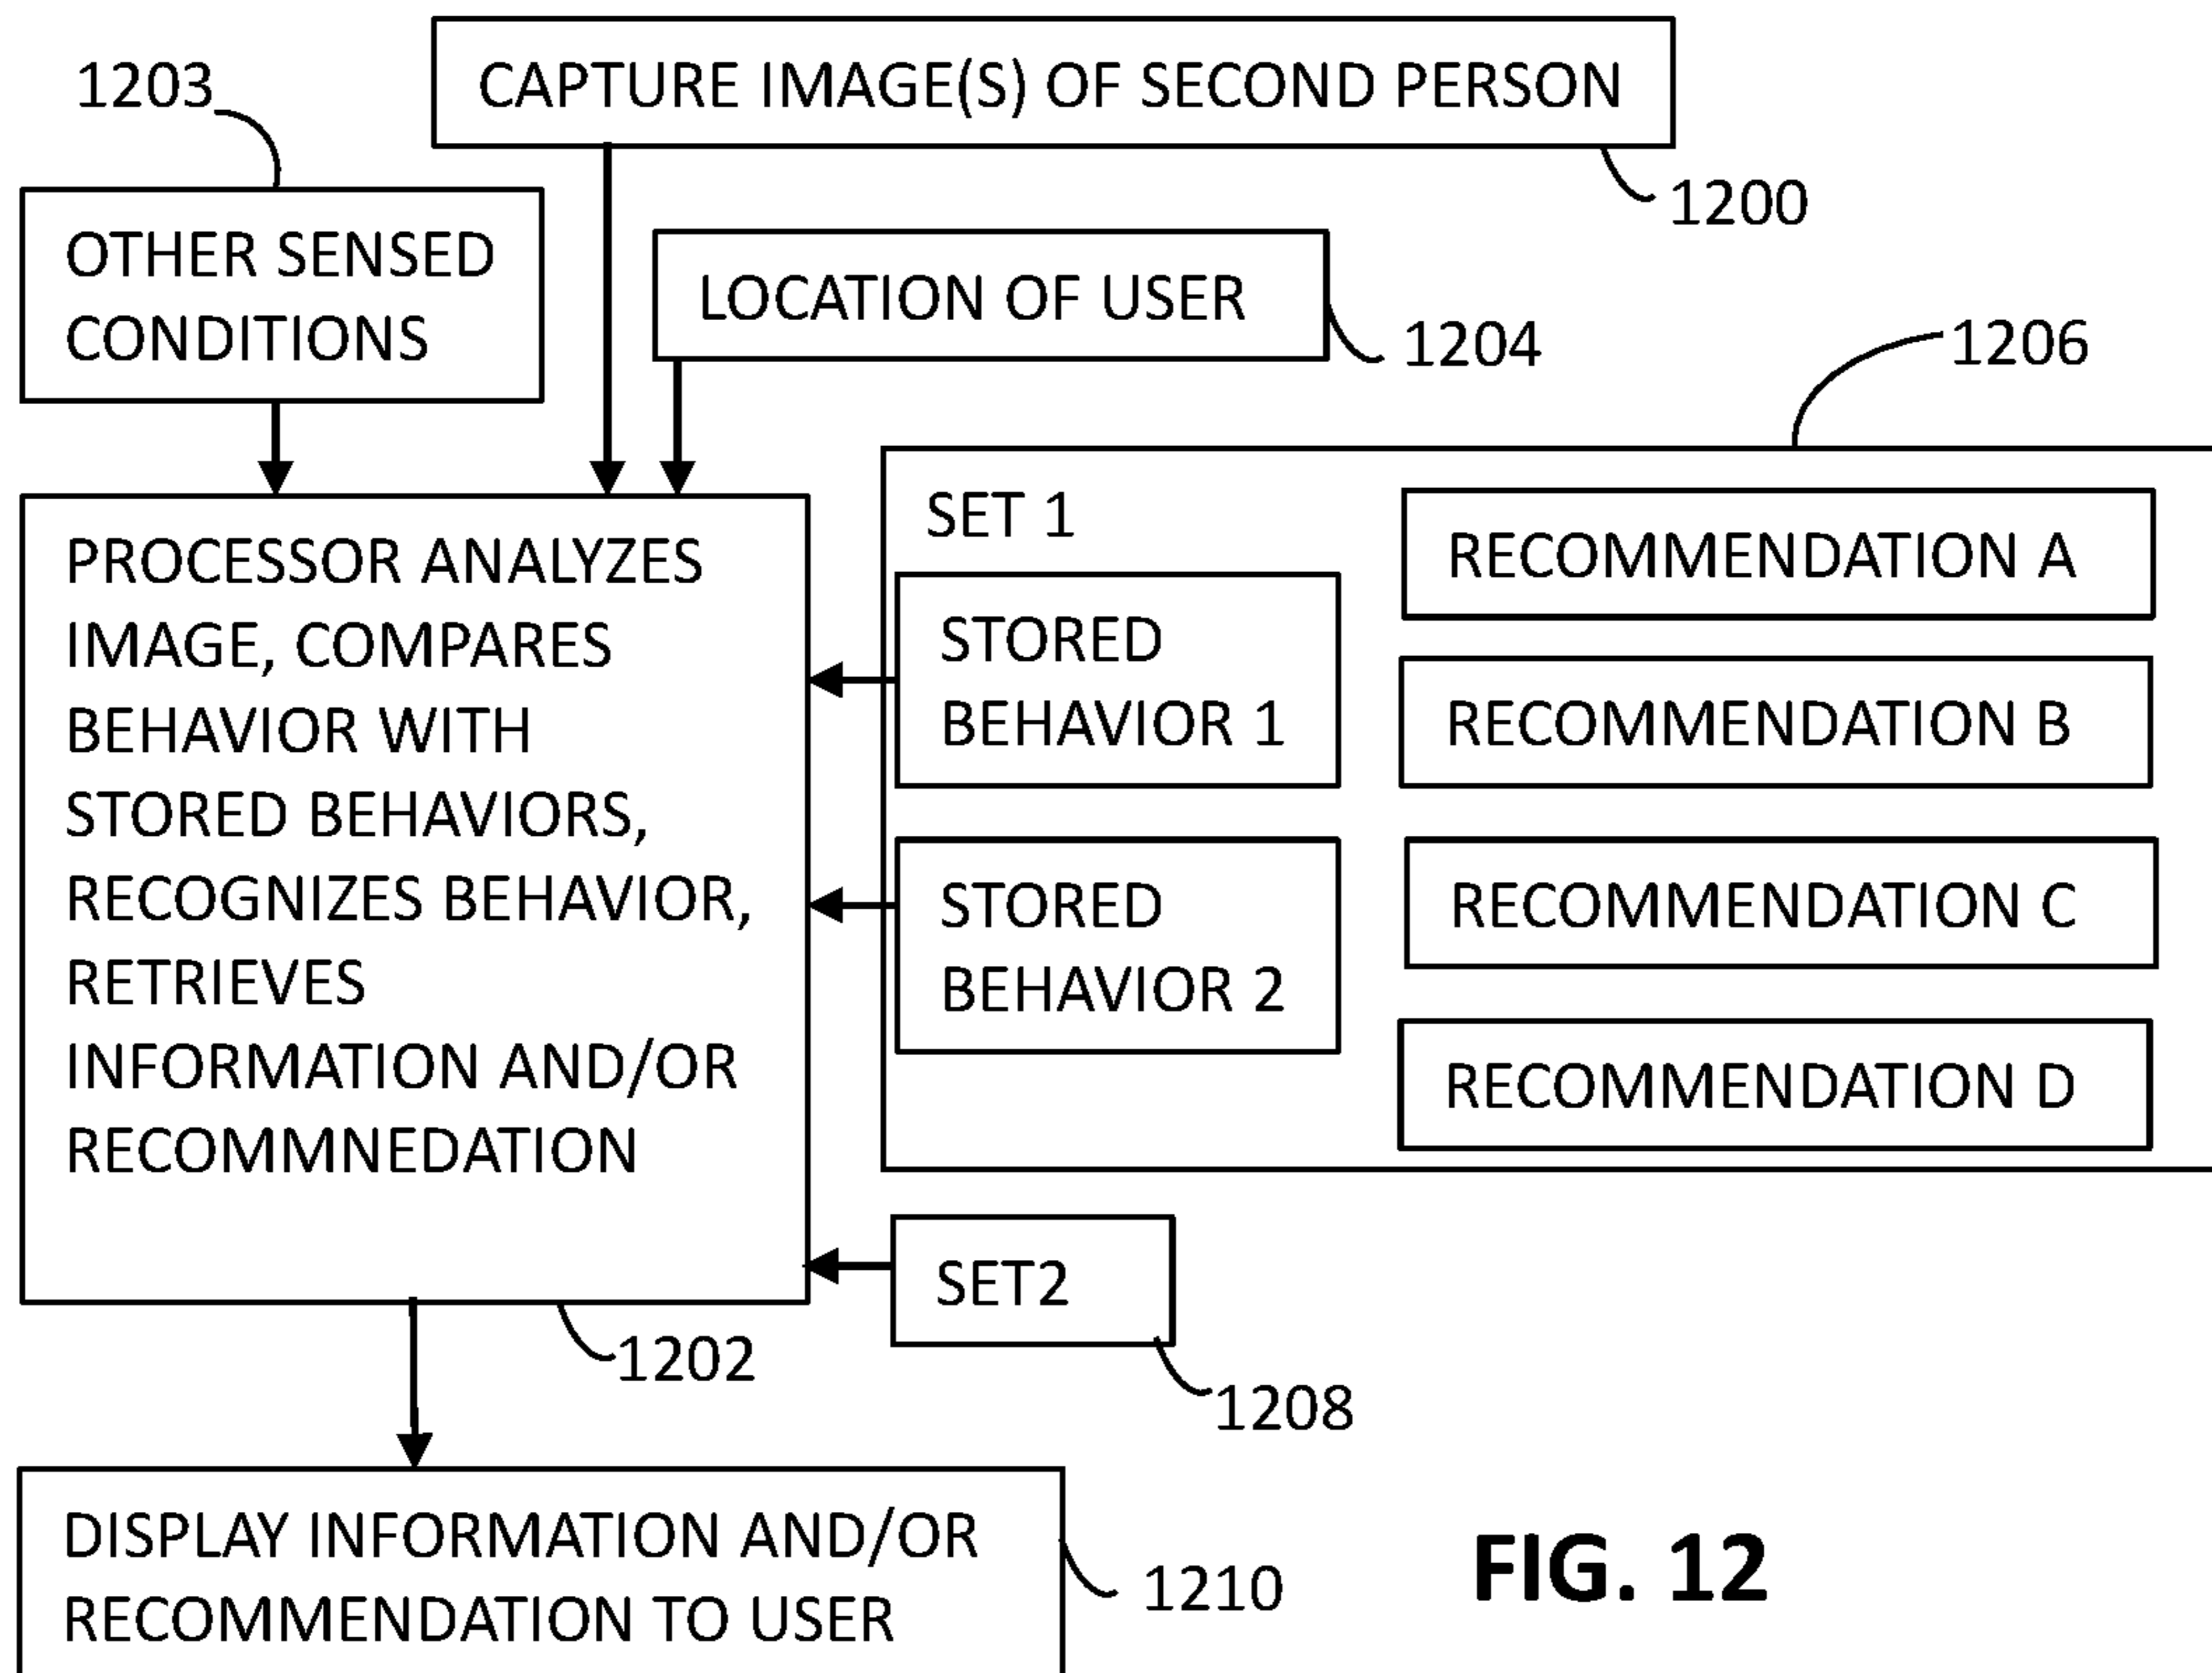 CAPTURE IMAGE(S) OF SECOND PERSON
1203
1200
OTHER SENSED
CONDITIONS
LOCATION OF USER
1204
1206
PROCESSOR ANALYZES
IMAGE, COMPARES
BEHAVIOR WITH
STORED BEHAVIORS,
RECOGNIZES BEHAVIOR,
RETRIEVES
INFORMATION AND/OR
RECOMMNEDATION
1202
SET 1
STORED
BEHAVIOR 1
STORED
BEHAVIOR 2
RECOMMENDATION A
RECOMMENDATION B
RECOMMENDATION C
RECOMMENDATION D
SET2
1208
DISPLAY INFORMATION AND/OR
RECOMMENDATION TO USER
1210
FIG. 12